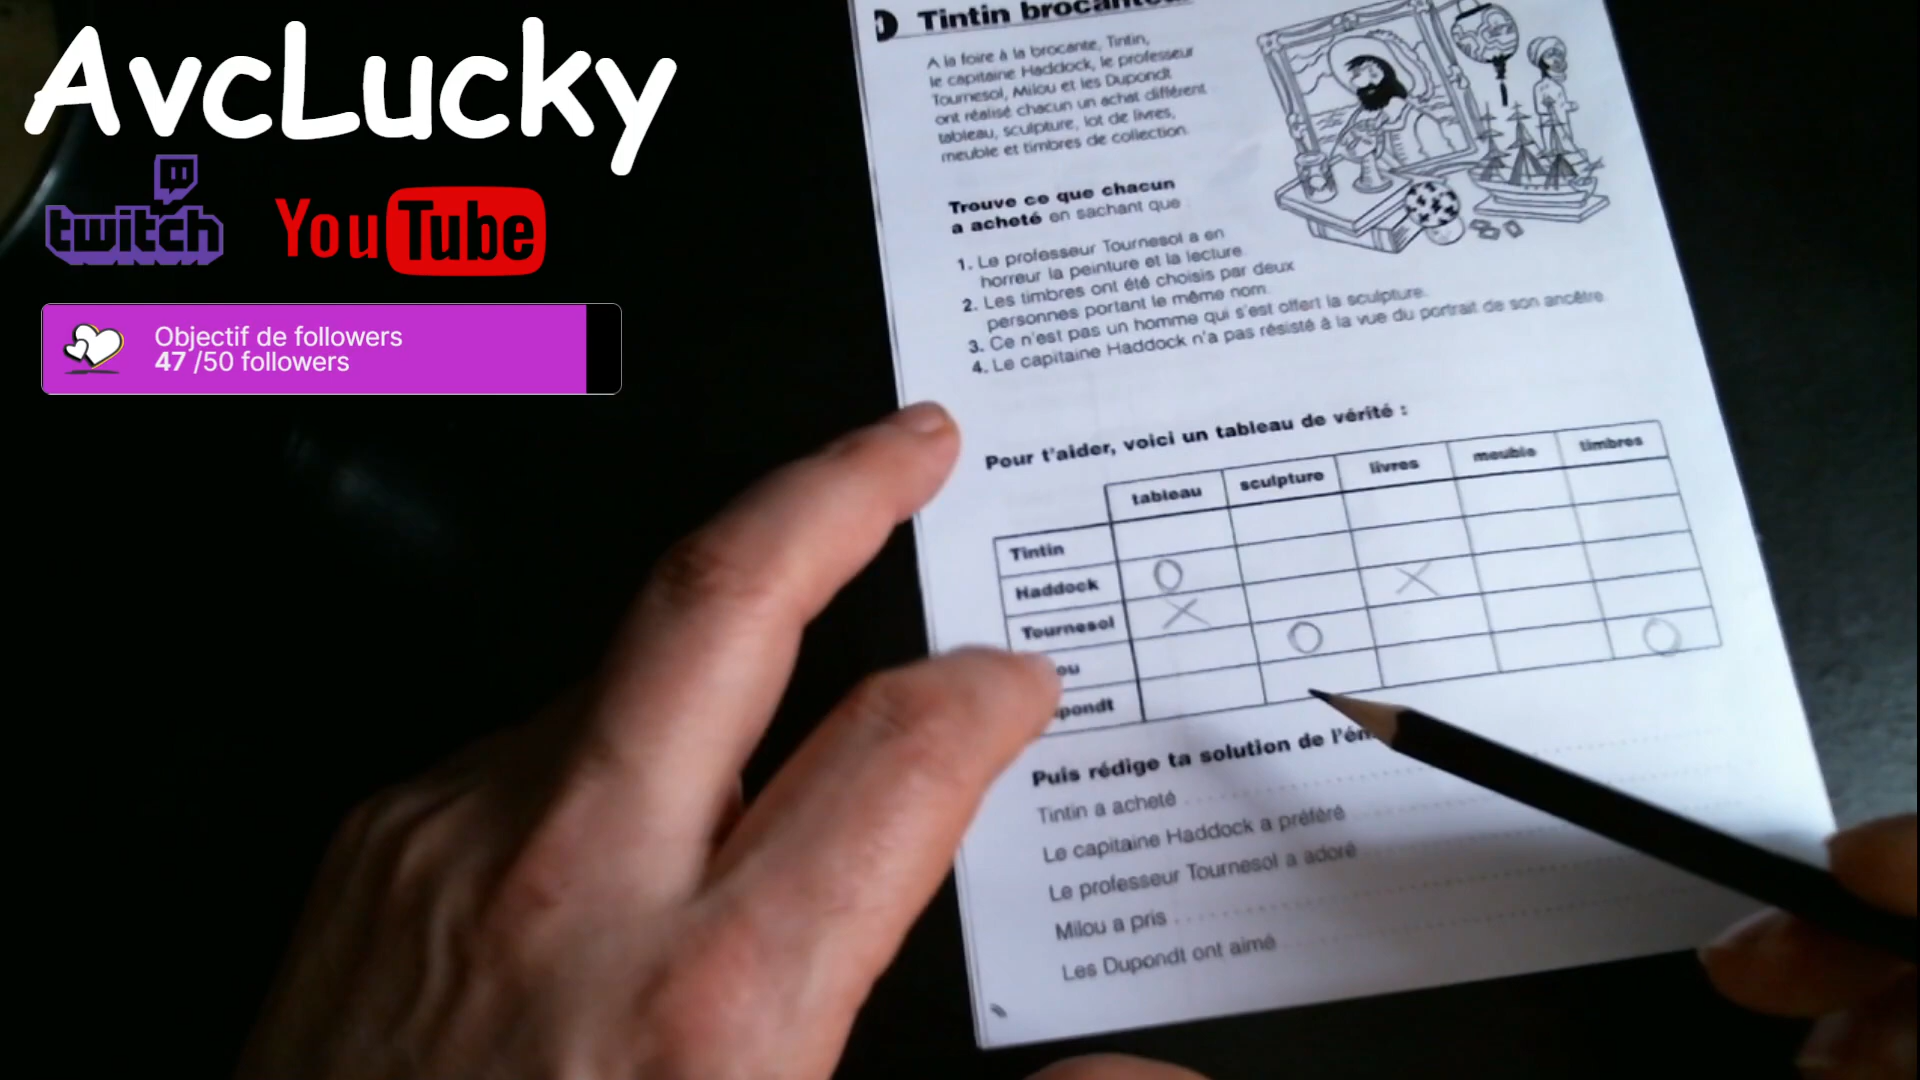 AvcLucky
twitch
YouTube
Objectif de followers
47 /50 followers
Tintin
A la foire à la brocante, Tintin,
le capitaine Haddock, le professeur
Tournesol, Milou et les Dupondt
ont réalisé chacun un achat différent :
tableau, sculpture, lot de livres,
meuble et timbres de collection.
Trouve ce que chacun
a acheté en sachant que
1. Le professeur Tournesol a en
horreur la peinture et la lecture.
2. Les timbres ont été choisis par deux
personnes portant le même nom.
3. Ce n'est pas un homme qui s'est offert la sculpture.
4. Le capitaine Haddock n'a pas résisté à la vue du portrait de son ancêtre.
Pour t'aider, voici un tableau de vérité :
tableau sculpture livres meuble timbres
Tintin
Haddock O
Tournesol X X
ou O
pondt O
Puis rédige ta solution de l'én
Tintin a acheté
Le capitaine Haddock a préféré
Le professeur Tournesol a adoré
Milou a pris
Les Dupondt ont aimé